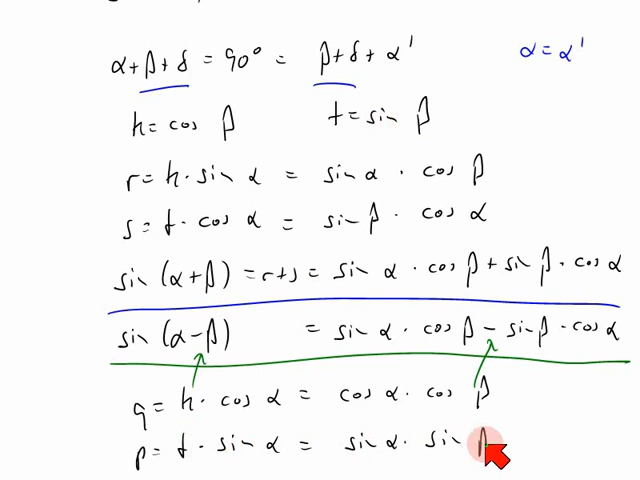 α+β+δ = 90° = β+δ+α' α=α'
h=cos β t=sin β
r=h·sin α = sin α · cos β
s=t·cos α = sin β · cos α
sin (α+β) =r+s= sin α · cos β + sin β · cos α
sin (α-β) = sin α · cos β - sin β · cos α
q= h·cos α = cos α · cos β
p= t·sin α = sin α · sin β